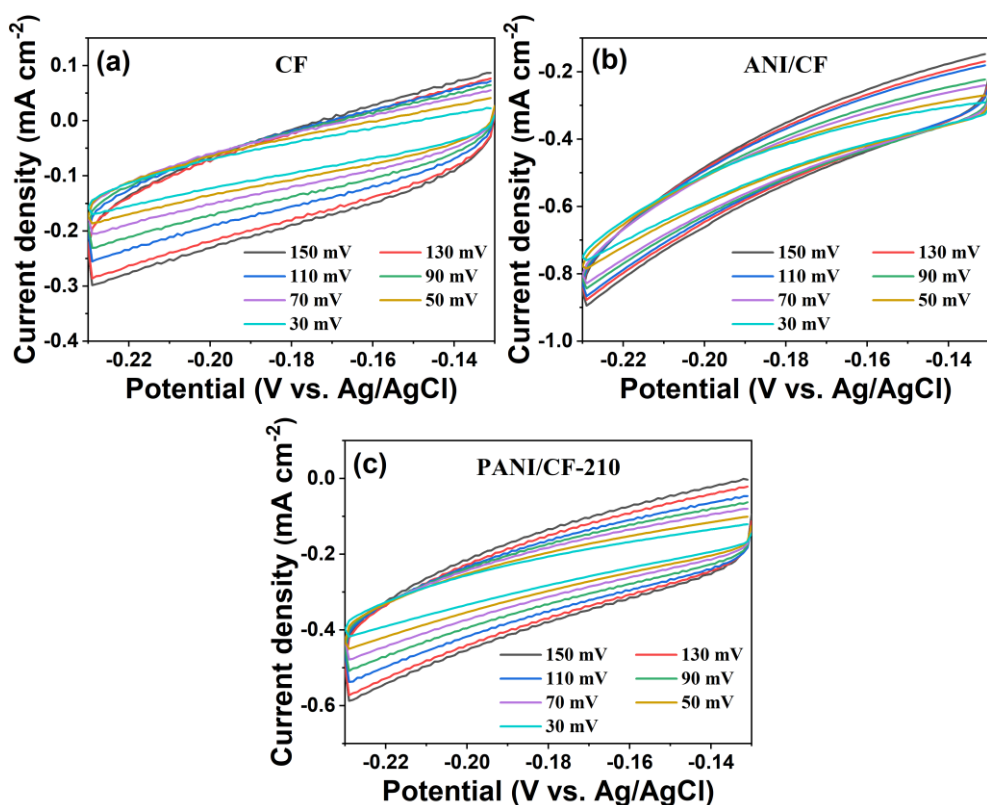 (a) CF
Current density (mA cm-2)
0.1
0.0
-0.1
-0.2
-0.3
-0.4
150 mV 130 mV
110 mV 90 mV
70 mV 50 mV
30 mV
-0.22 -0.20 -0.18 -0.16 -0.14
Potential (V vs. Ag/AgCl)
(b) ANI/CF
Current density (mA cm-2)
-0.2
-0.4
-0.6
-0.8
-1.0
150 mV 130 mV
110 mV 90 mV
70 mV 50 mV
30 mV
-0.22 -0.20 -0.18 -0.16 -0.14
Potential (V vs. Ag/AgCl)
(c) PANI/CF-210
Current density (mA cm-2)
0.0
-0.2
-0.4
-0.6
150 mV 130 mV
110 mV 90 mV
70 mV 50 mV
30 mV
-0.22 -0.20 -0.18 -0.16 -0.14
Potential (V vs. Ag/AgCl)